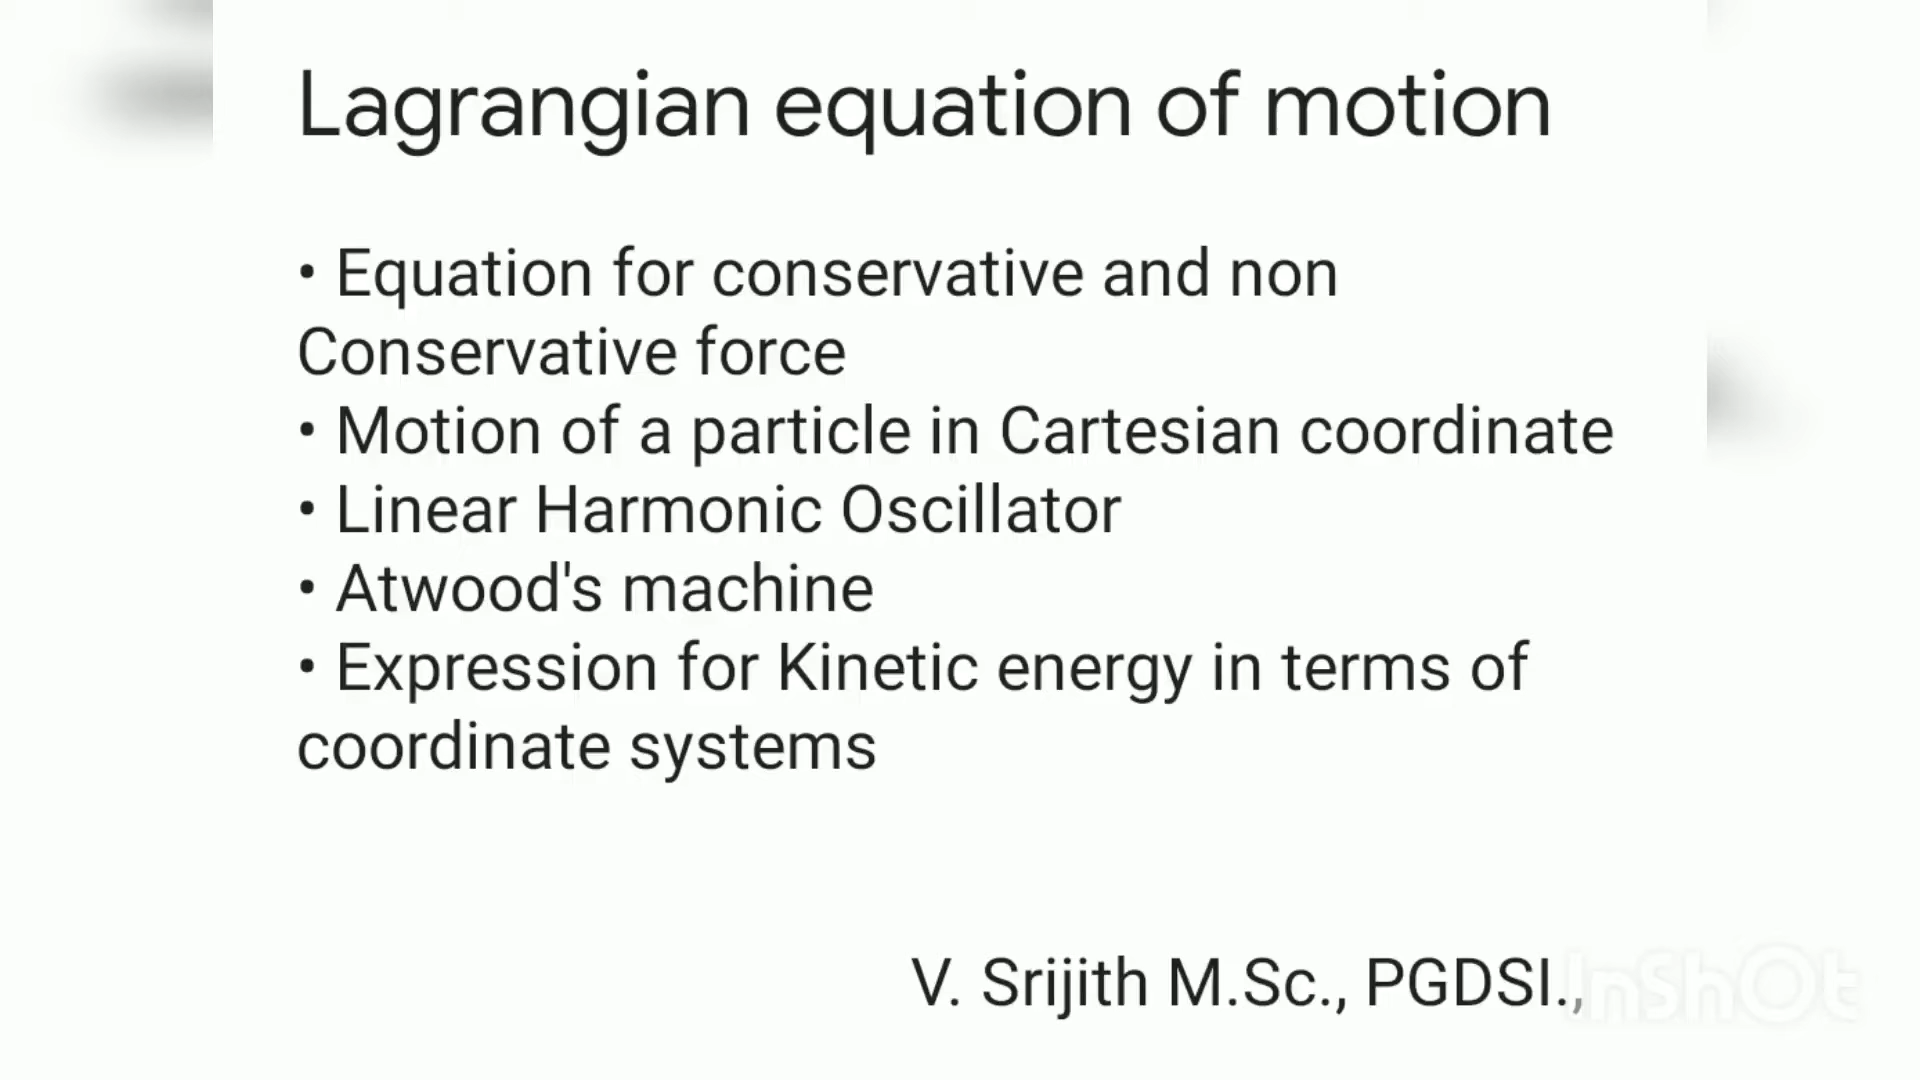 Lagrangian equation of motion
• Equation for conservative and non
Conservative force
• Motion of a particle in Cartesian coordinate
• Linear Harmonic Oscillator
• Atwood's machine
• Expression for Kinetic energy in terms of
coordinate systems
V. Srijith M.Sc., PGDSI.,
InShOt